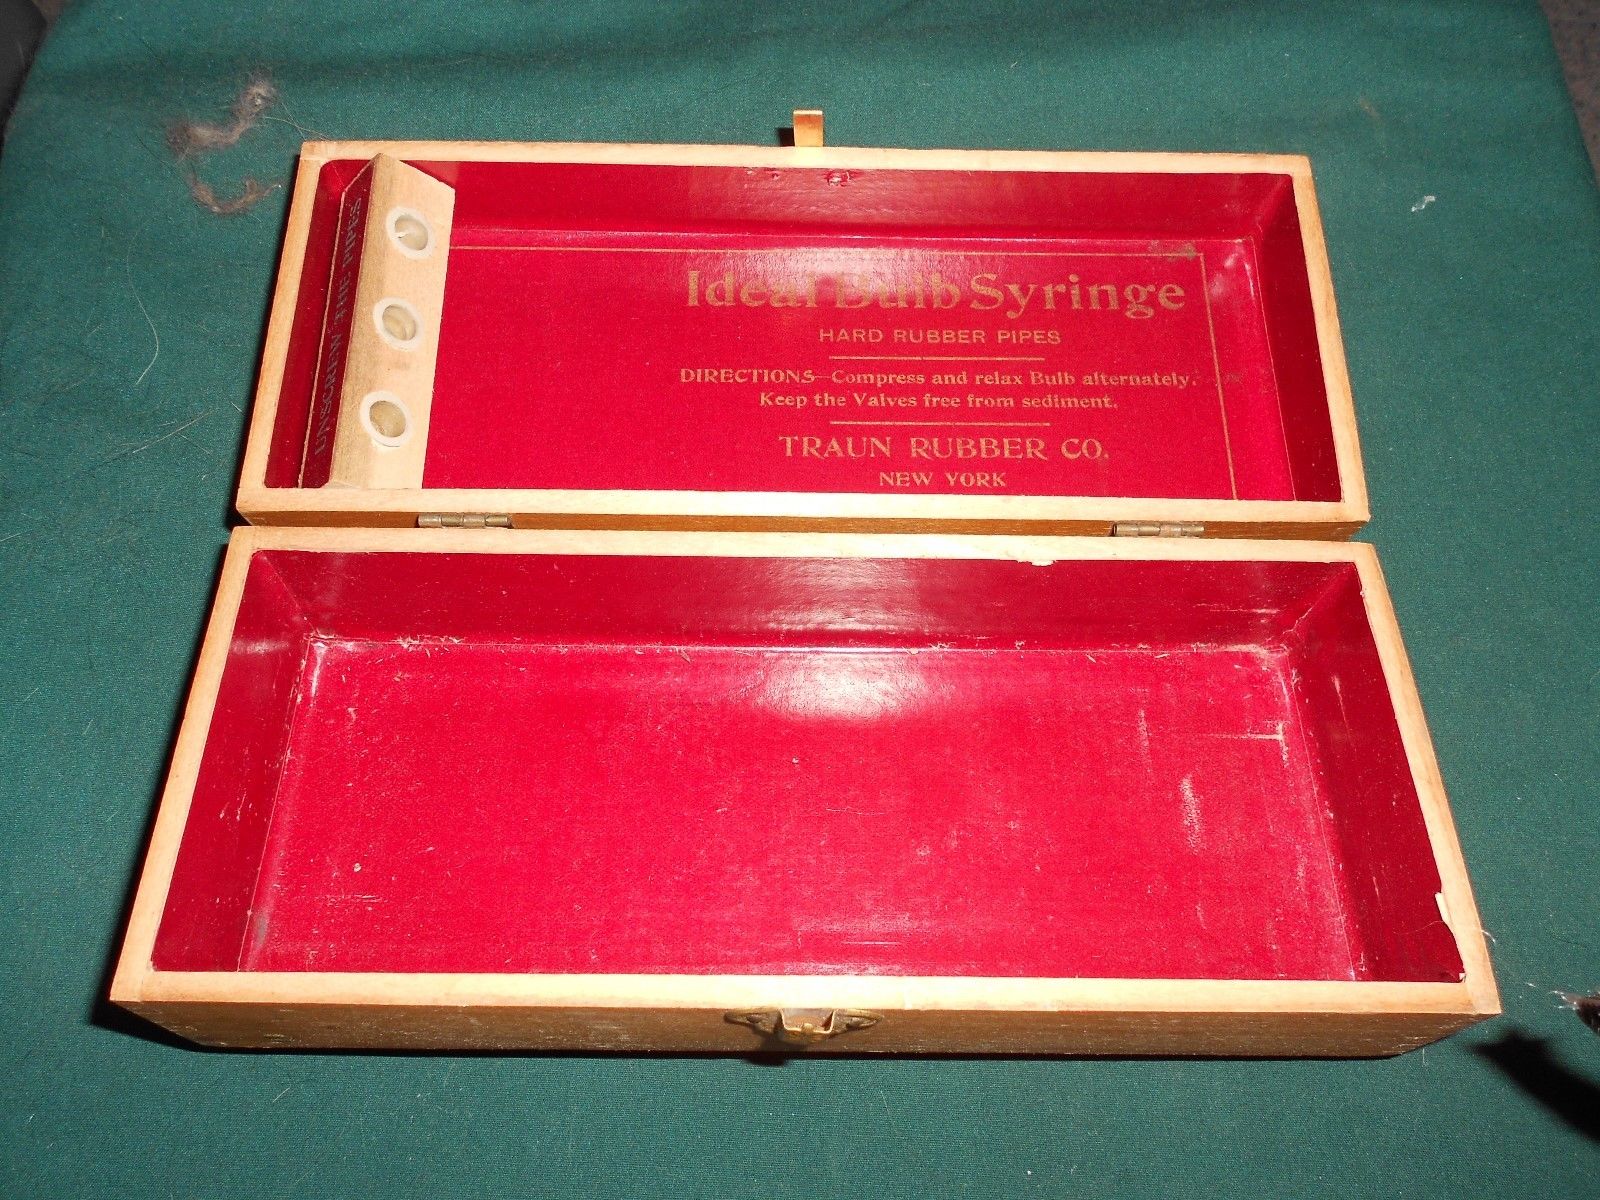 UNSCREW THE PIPES
Ideal Bulb Syringe
HARD RUBBER PIPES
DIRECTIONS—Compress and relax Bulb alternately.
Keep the Valves free from sediment.
TRAUN RUBBER CO.
NEW YORK